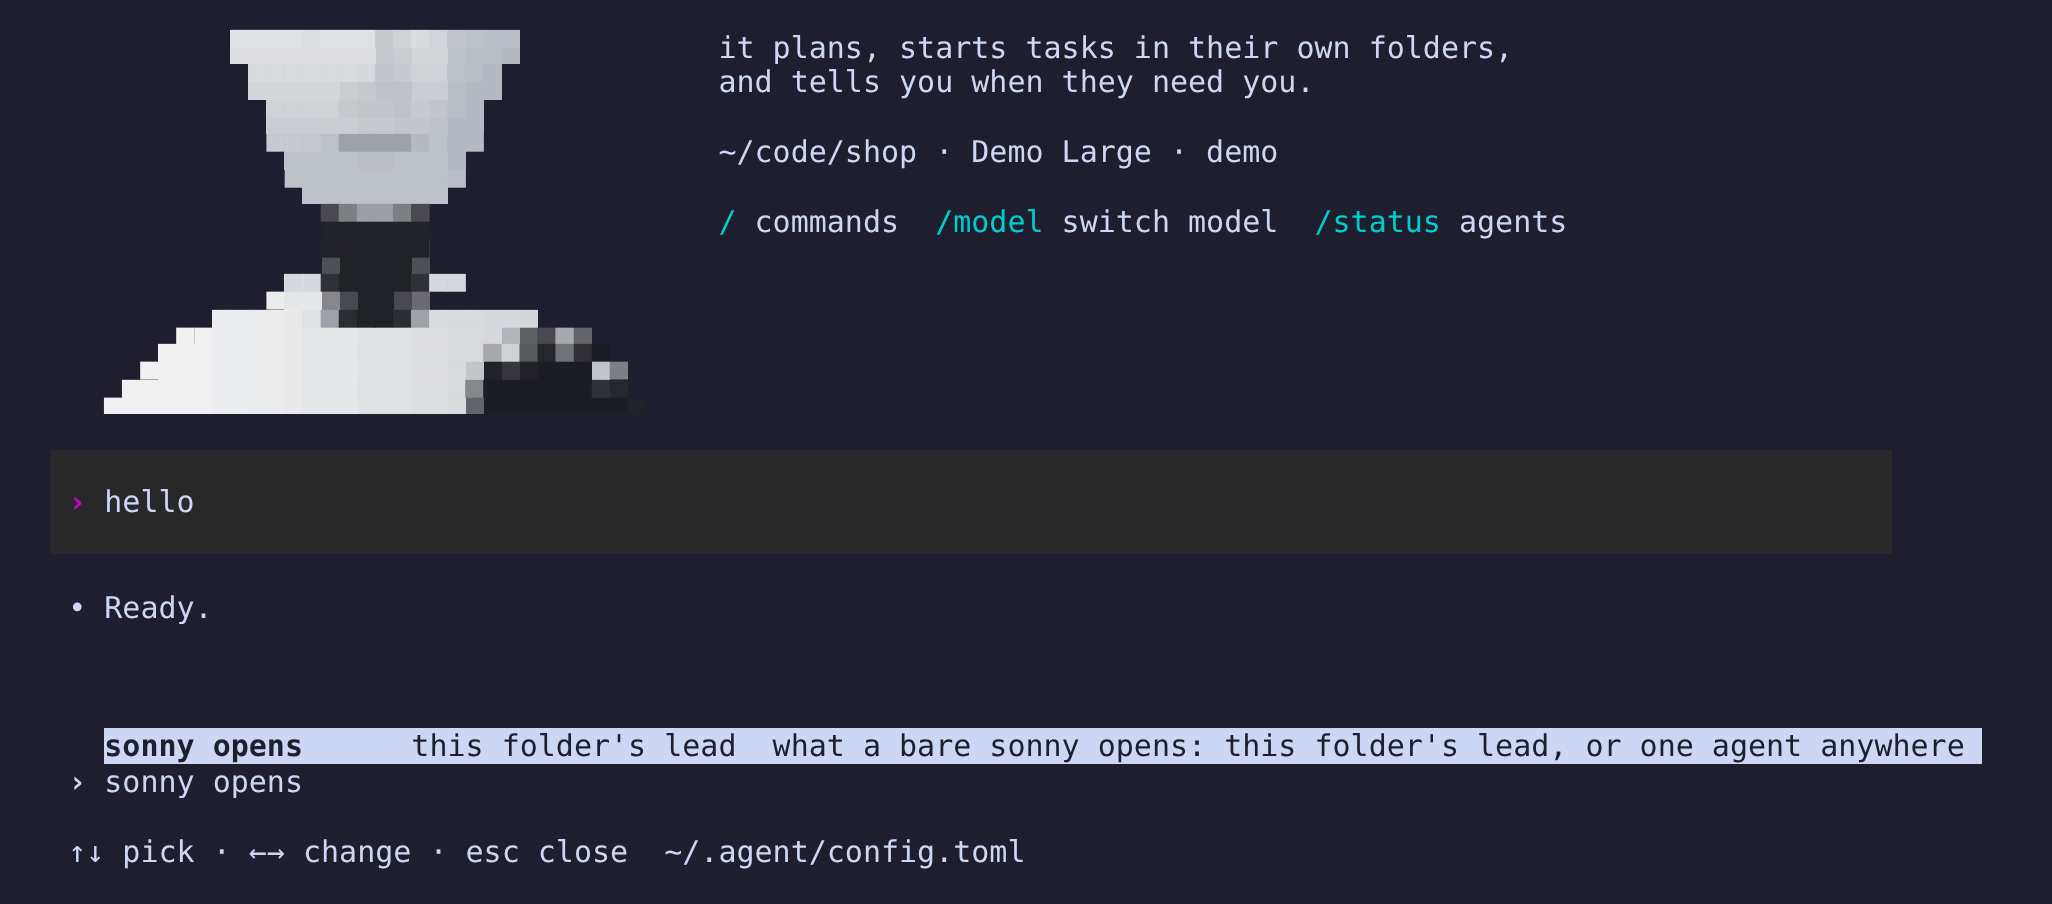 it plans, starts tasks in their own folders,
and tells you when they need you.
~/code/shop · Demo Large · demo
/ commands  /model switch model  /status agents
› hello
• Ready.
sonny opens      this folder's lead  what a bare sonny opens: this folder's lead, or one agent anywhere
› sonny opens
↑↓ pick · ←→ change · esc close  ~/.agent/config.toml